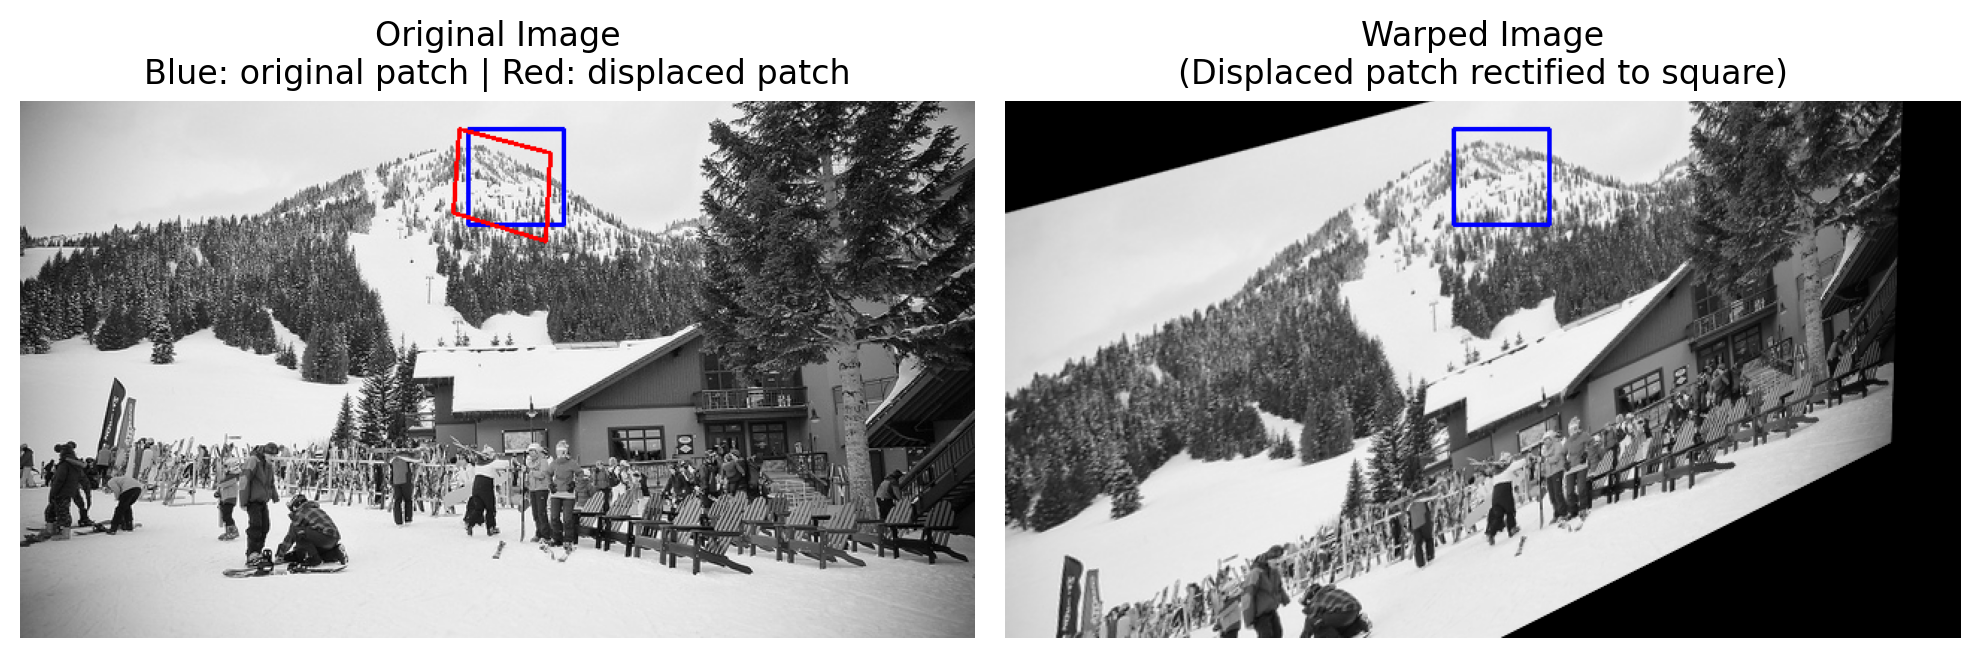 Original Image
Blue: original patch | Red: displaced patch
Warped Image
(Displaced patch rectified to square)